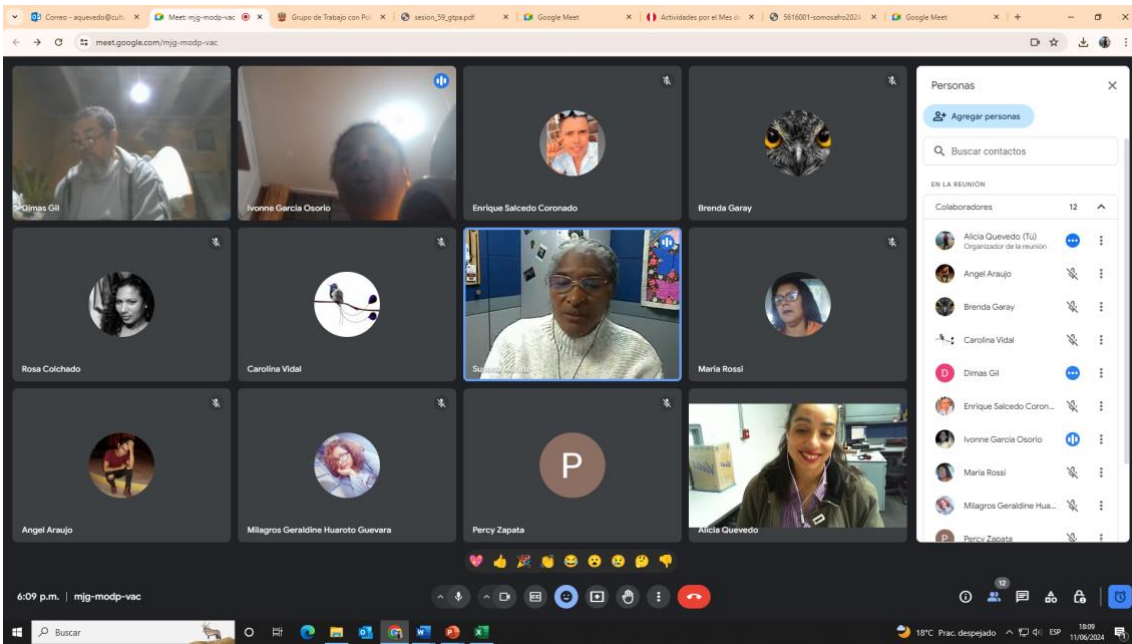 Correo - aquevedo@cult
Meet: mjg-modp-vac
Grupo de Trabajo con Pol
sesion_59_gtpa.pdf
Google Meet
Actividades por el Mes de
5616001-somosafro2024
Google Meet
meet.google.com/mjg-modp-vac
Dimas Gil
Ivonne Garcia Osorio
Enrique Salcedo Coronado
Brenda Garay
Rosa Colchado
Carolina Vidal
Maria Rossi
Angel Araujo
Milagros Geraldine Huaroto Guevara
P
Percy Zapata
Alicia Quevedo
Personas
Agregar personas
Buscar contactos
EN LA REUNIÓN
Colaboradores 12
Alicia Quevedo (Tú)
Organizador de la reunión
Angel Araujo
Brenda Garay
Carolina Vidal
D Dimas Gil
Enrique Salcedo Coron...
Ivonne Garcia Osorio
Maria Rossi
Milagros Geraldine Hua...
P Percy Zapata
6:09 p.m. | mjg-modp-vac
12
Buscar
18°C Prac. despejado
ESP
18:09
11/06/2024